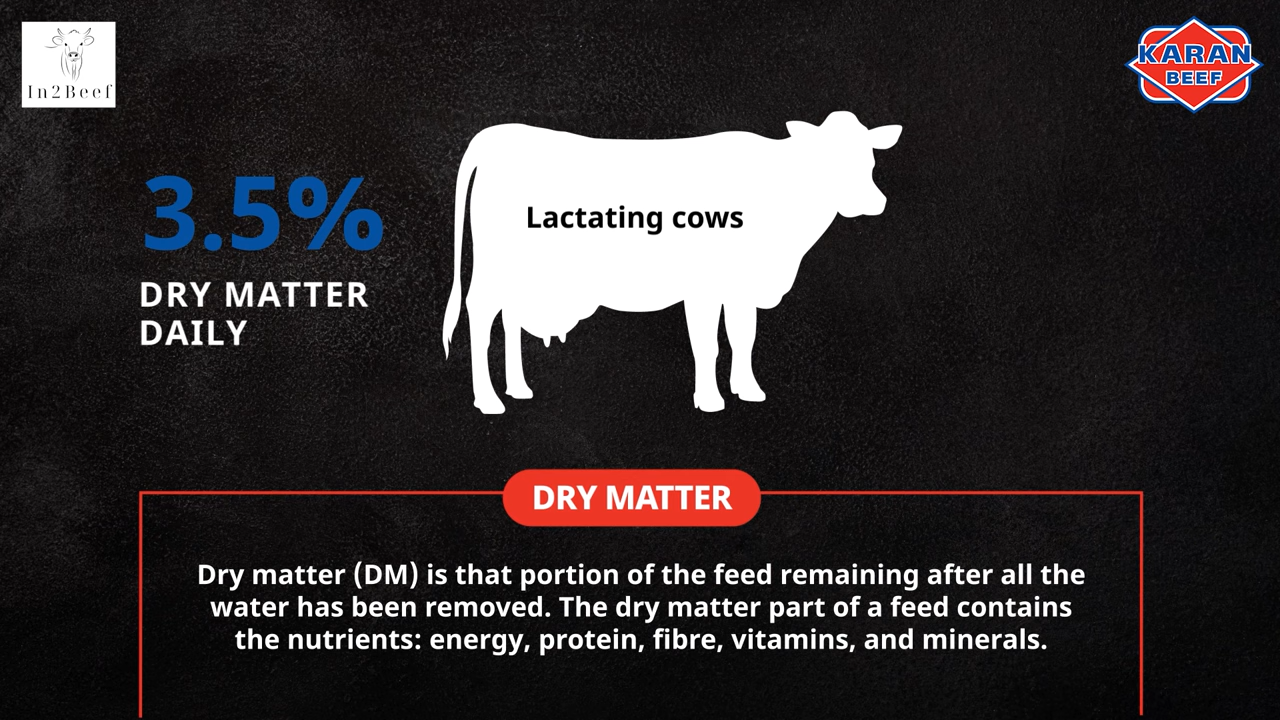 In2Beef
KARAN
BEEF
3.5%
DRY MATTER
DAILY
Lactating cows
DRY MATTER
Dry matter (DM) is that portion of the feed remaining after all the
water has been removed. The dry matter part of a feed contains
the nutrients: energy, protein, fibre, vitamins, and minerals.